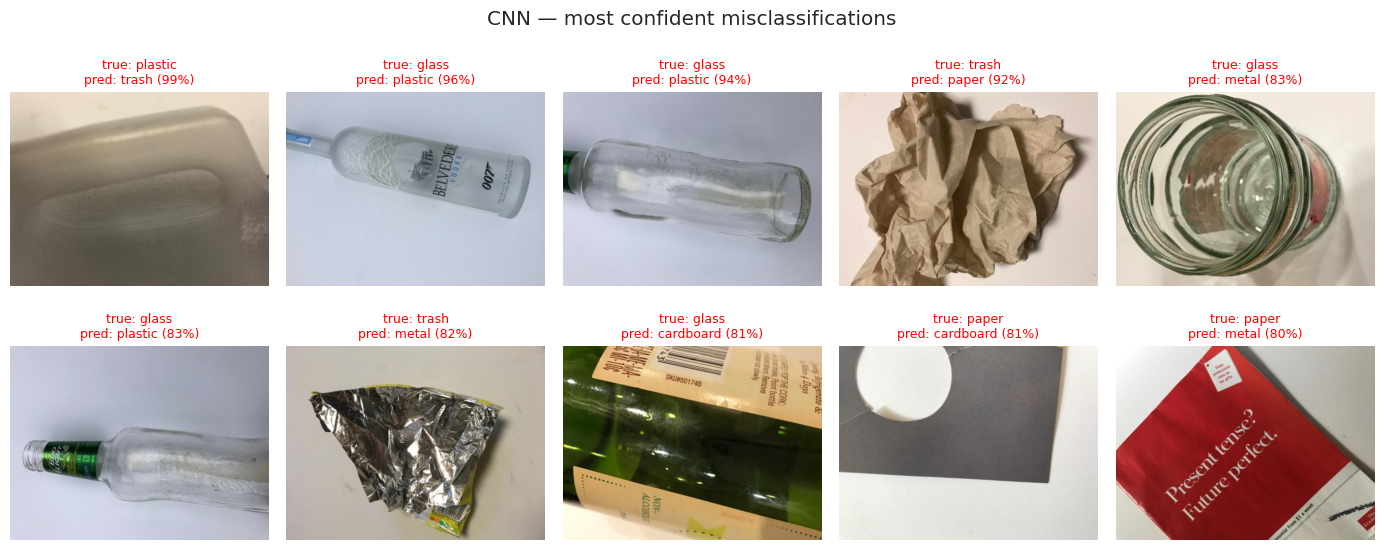 CNN — most confident misclassifications
true: plastic
pred: trash (99%)
true: glass
pred: plastic (96%)
true: glass
pred: plastic (94%)
true: trash
pred: paper (92%)
true: glass
pred: metal (83%)
BELVEDERE
VODKA
007
true: glass
pred: plastic (83%)
true: trash
pred: metal (82%)
true: glass
pred: cardboard (81%)
true: paper
pred: cardboard (81%)
true: paper
pred: metal (80%)
SKU#50174B
NON-
Present tense?
Future perfect.